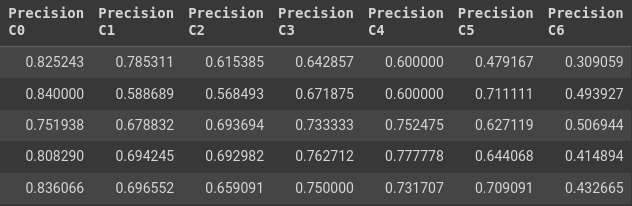 Precision Precision Precision Precision Precision Precision Precision
C0 C1 C2 C3 C4 C5 C6
0.825243 0.785311 0.615385 0.642857 0.600000 0.479167 0.309059
0.840000 0.588689 0.568493 0.671875 0.600000 0.711111 0.493927
0.751938 0.678832 0.693694 0.733333 0.752475 0.627119 0.506944
0.808290 0.694245 0.692982 0.762712 0.777778 0.644068 0.414894
0.836066 0.696552 0.659091 0.750000 0.731707 0.709091 0.432665